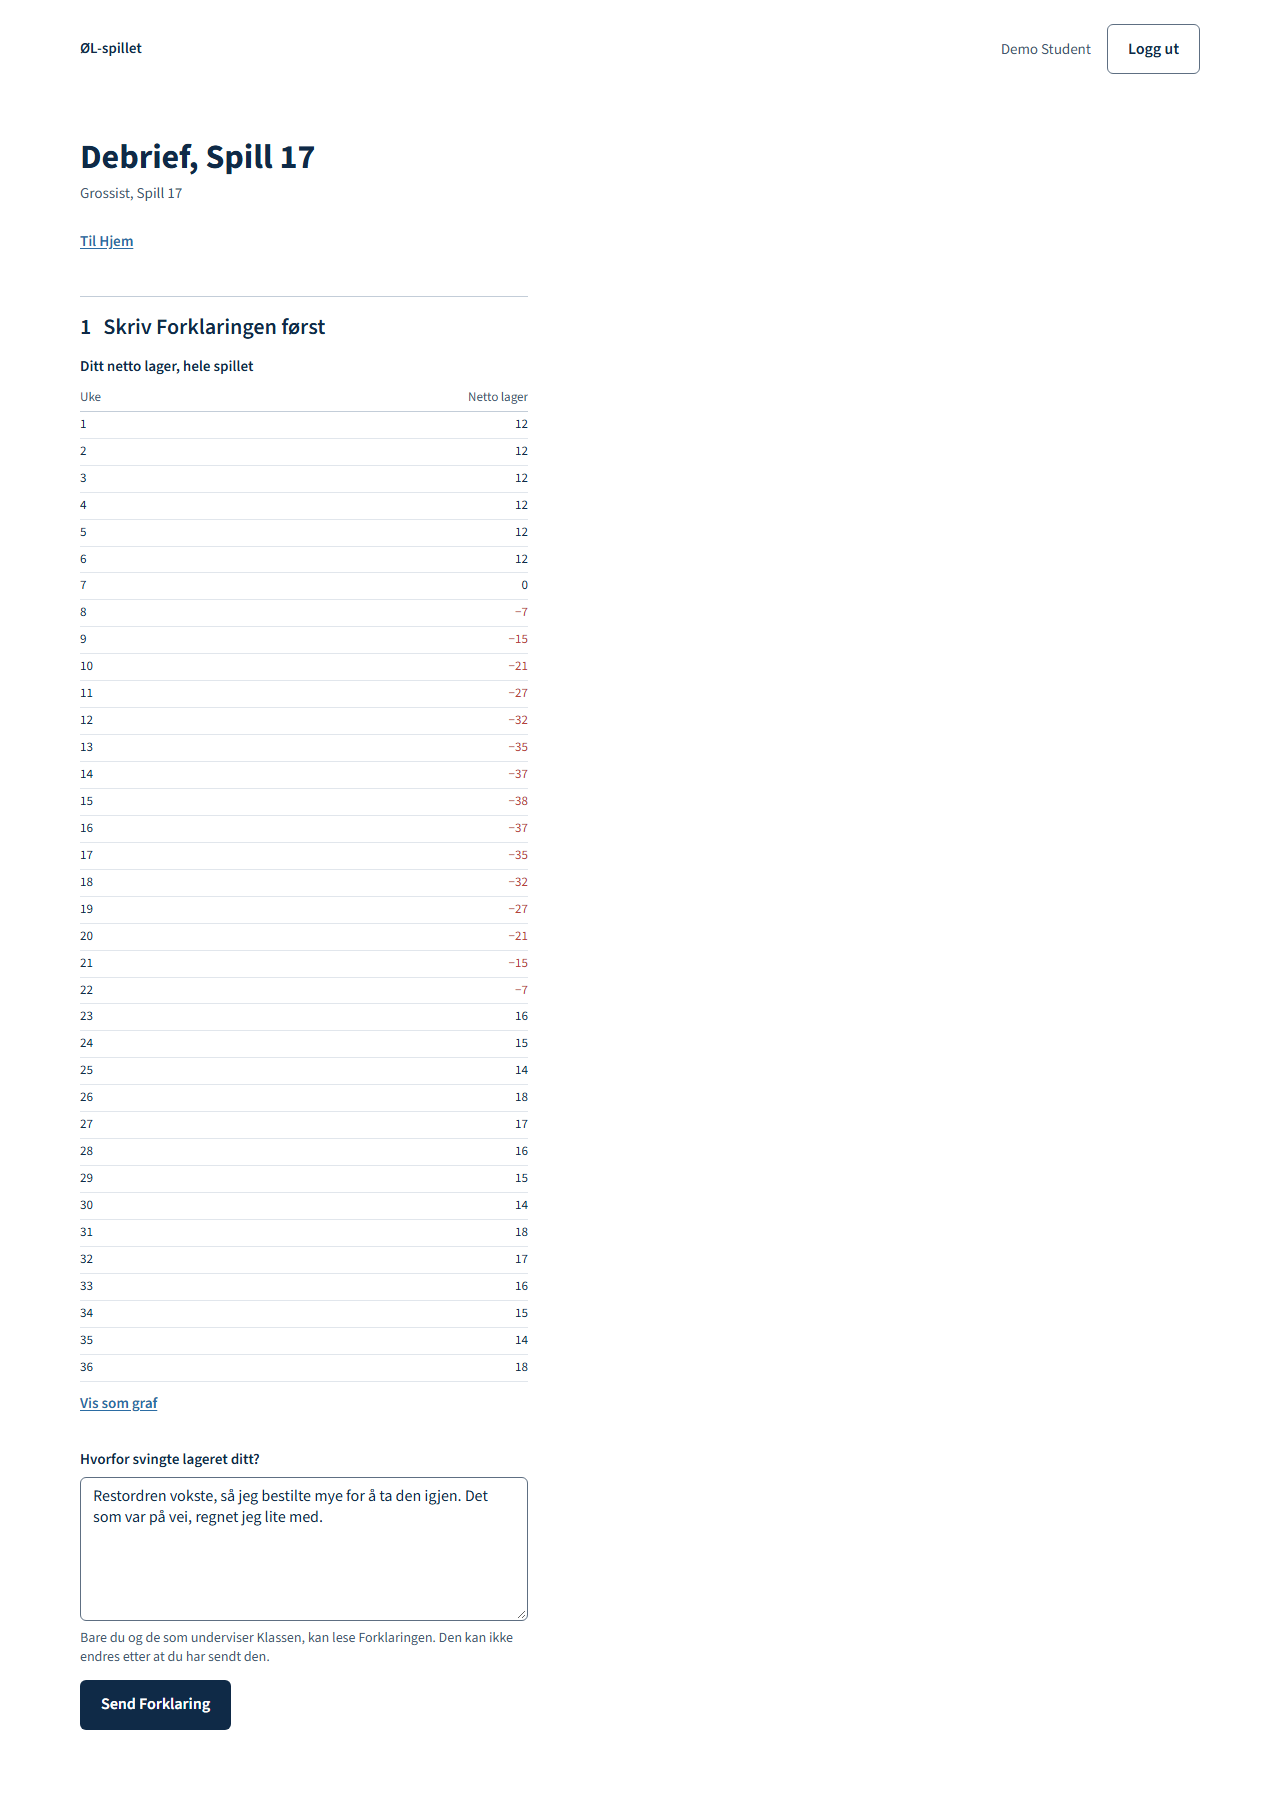 ØL-spillet
Demo Student
Logg ut
Debrief, Spill 17
Grossist, Spill 17
Til Hjem
1 Skriv Forklaringen først
Ditt netto lager, hele spillet
Uke Netto lager
1 12
2 12
3 12
4 12
5 12
6 12
7 0
8 −7
9 −15
10 −21
11 −27
12 −32
13 −35
14 −37
15 −38
16 −37
17 −35
18 −32
19 −27
20 −21
21 −15
22 −7
23 16
24 15
25 14
26 18
27 17
28 16
29 15
30 14
31 18
32 17
33 16
34 15
35 14
36 18
Vis som graf
Hvorfor svingte lageret ditt?
Restordren vokste, så jeg bestilte mye for å ta den igjen. Det
som var på vei, regnet jeg lite med.
Bare du og de som underviser Klassen, kan lese Forklaringen. Den kan ikke
endres etter at du har sendt den.
Send Forklaring